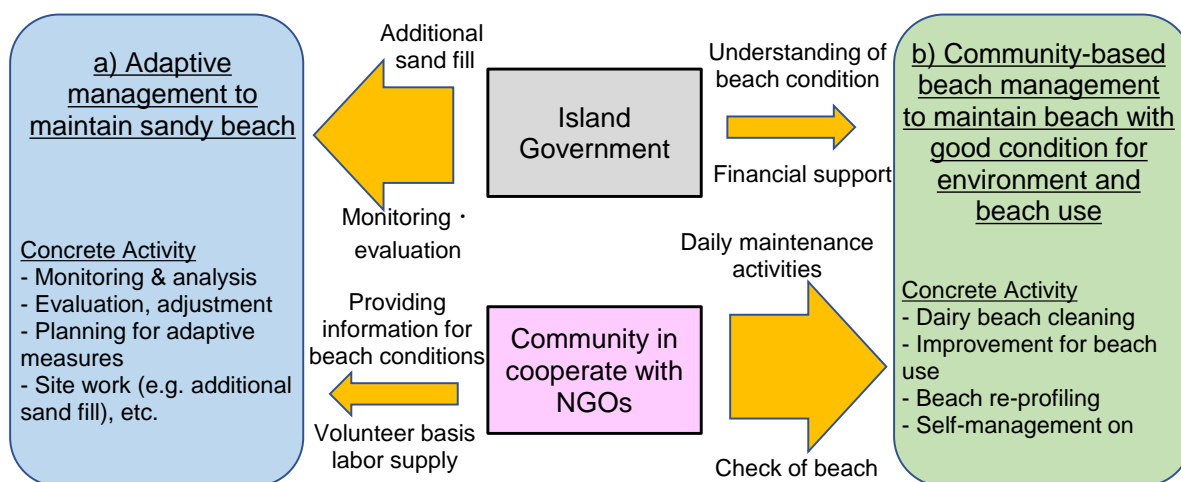 a) Adaptive
management to
maintain sandy beach
Concrete Activity
- Monitoring & analysis
- Evaluation, adjustment
- Planning for adaptive
measures
- Site work (e.g. additional
sand fill), etc.
Additional
sand fill
Monitoring・
evaluation
Providing
information for
beach conditions
Volunteer basis
labor supply
Island
Government
Community in
cooperate with
NGOs
Understanding of
beach condition
Financial support
Daily maintenance
activities
Check of beach
b) Community-based
beach management
to maintain beach with
good condition for
environment and
beach use
Concrete Activity
- Dairy beach cleaning
- Improvement for beach
use
- Beach re-profiling
- Self-management on